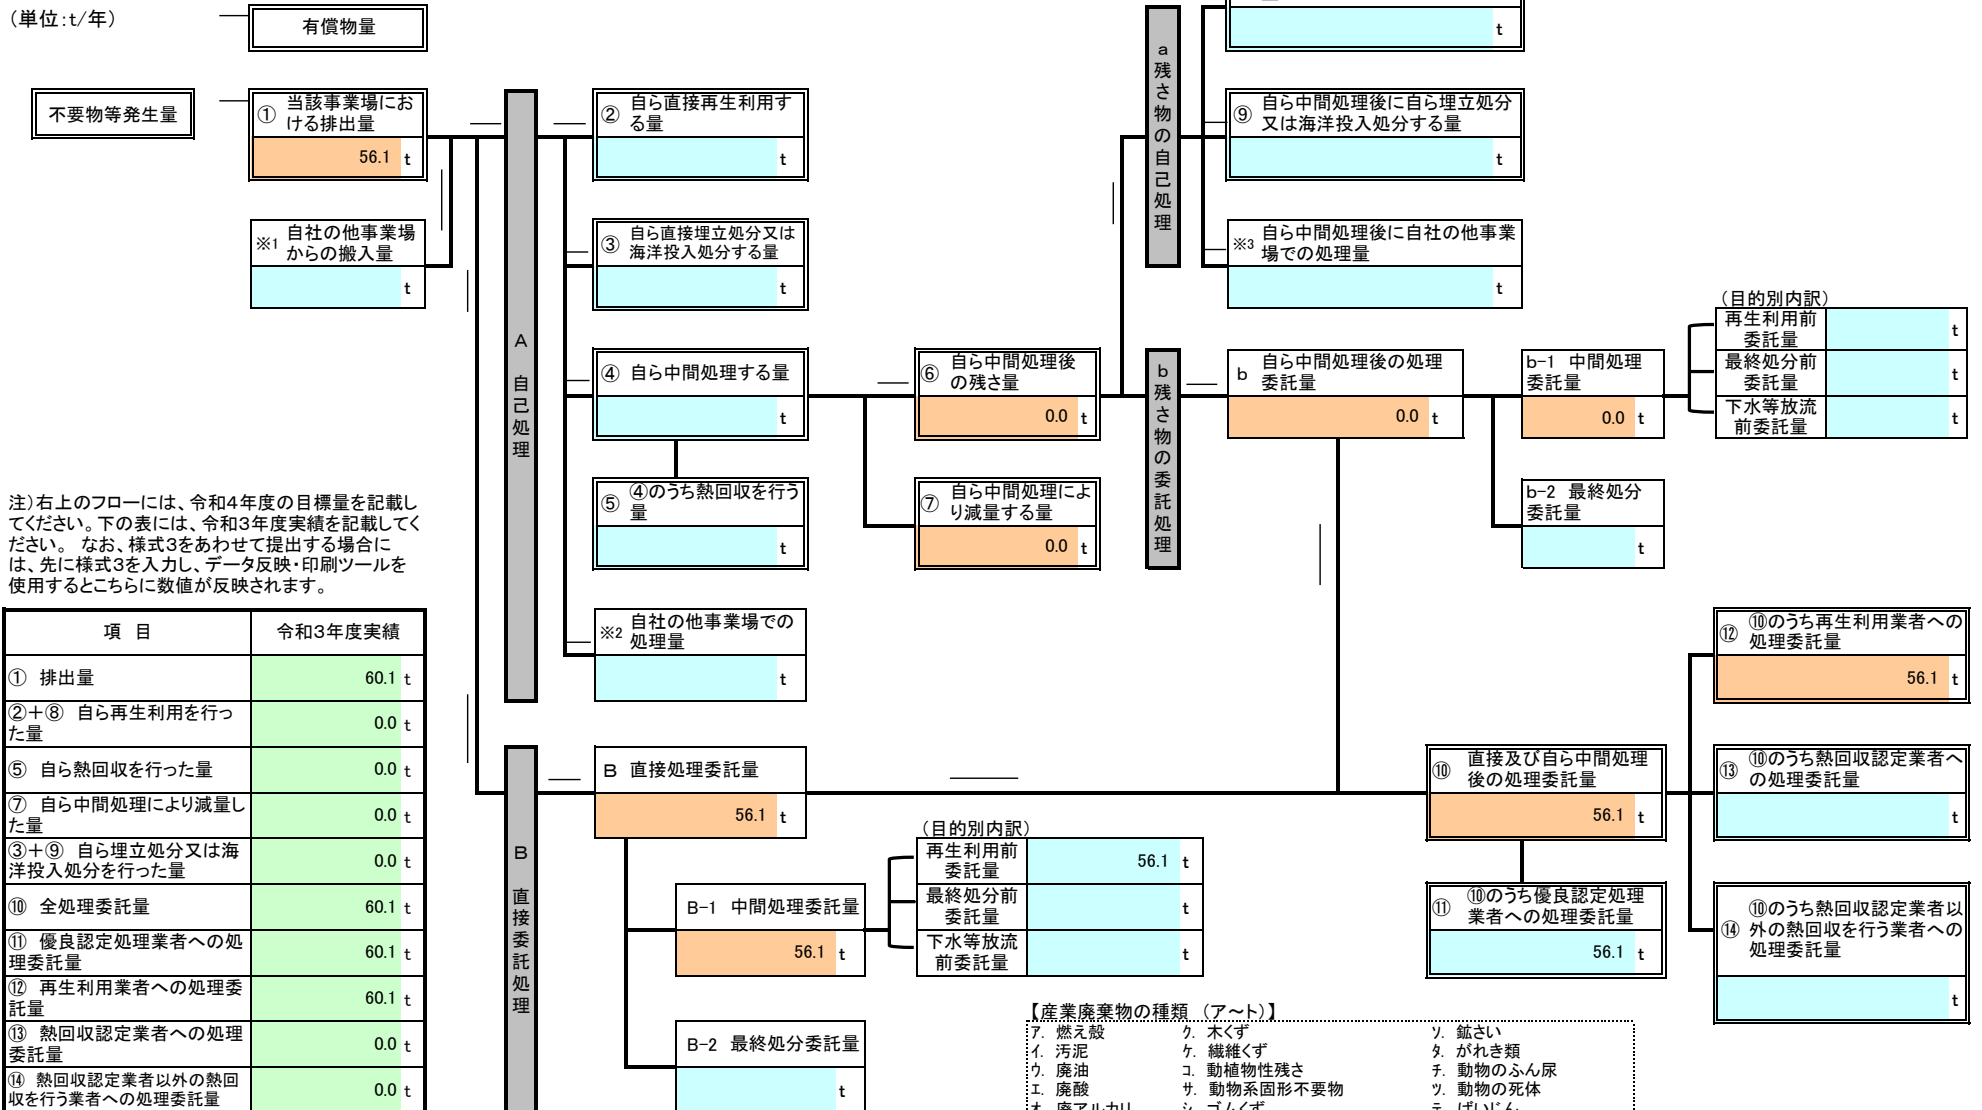 （単位:t/年）
有償物量
t
不要物等発生量
① 当該事業場にお
ける排出量
56.1 t
※1 自社の他事業場
からの搬入量
t
A 自己処理
② 自ら直接再生利用す
る量
t
③ 自ら直接埋立処分又は
海洋投入処分する量
t
④ 自ら中間処理する量
t
⑤ ④のうち熱回収を行う
量
t
※2 自社の他事業場での
処理量
t
⑥ 自ら中間処理後
の残さ量
0.0 t
⑦ 自ら中間処理によ
り減量する量
0.0 t
a 残さ物の自己処理
⑨ 自ら中間処理後に自ら埋立処分
又は海洋投入処分する量
t
※3 自ら中間処理後に自社の他事業
場での処理量
t
b 残さ物の委託処理
b 自ら中間処理後の処理
委託量
0.0 t
b-1 中間処理
委託量
0.0 t
b-2 最終処分
委託量
t
（目的別内訳）
再生利用前
委託量
t
最終処分前
委託量
t
下水等放流
前委託量
t
注）右上のフローには、令和4年度の目標量を記載し
てください。下の表には、令和3年度実績を記載してく
ださい。 なお、様式3をあわせて提出する場合に
は、先に様式3を入力し、データ反映・印刷ツールを
使用するとこちらに数値が反映されます。
項 目 令和3年度実績
① 排出量 60.1 t
②＋⑧ 自ら再生利用を行っ
た量 0.0 t
⑤ 自ら熱回収を行った量 0.0 t
⑦ 自ら中間処理により減量し
た量 0.0 t
③＋⑨ 自ら埋立処分又は海
洋投入処分を行った量 0.0 t
⑩ 全処理委託量 60.1 t
⑪ 優良認定処理業者への処
理委託量 60.1 t
⑫ 再生利用業者への処理委
託量 60.1 t
⑬ 熱回収認定業者への処理
委託量 0.0 t
⑭ 熱回収認定業者以外の熱回
収を行う業者への処理委託量 0.0 t
B 直接委託処理
B 直接処理委託量
56.1 t
B-1 中間処理委託量
56.1 t
B-2 最終処分委託量
t
（目的別内訳）
再生利用前
委託量
56.1 t
最終処分前
委託量
t
下水等放流
前委託量
t
⑩ 直接及び自ら中間処理
後の処理委託量
56.1 t
⑪ ⑩のうち優良認定処理
業者への処理委託量
56.1 t
⑫ ⑩のうち再生利用業者への
処理委託量
56.1 t
⑬ ⑩のうち熱回収認定業者へ
の処理委託量
t
⑭ ⑩のうち熱回収認定業者以
外の熱回収を行う業者への
処理委託量
t
【産業廃棄物の種類 （ア～ト）】
ア. 燃え殻 ク. 木くず ソ. 鉱さい
イ. 汚泥 ケ. 繊維くず タ. がれき類
ウ. 廃油 コ. 動植物性残さ チ. 動物のふん尿
エ. 廃酸 サ. 動物系固形不要物 ツ. 動物の死体
オ. 廃アルカリ シ. ゴムくず テ. ばいじん